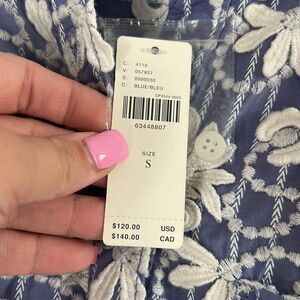 C: 4110
V: 057857
S: 0000030
C: BLUE/BLEU
63448807
SIZE
S
$120.00 USD
$140.00 CAD